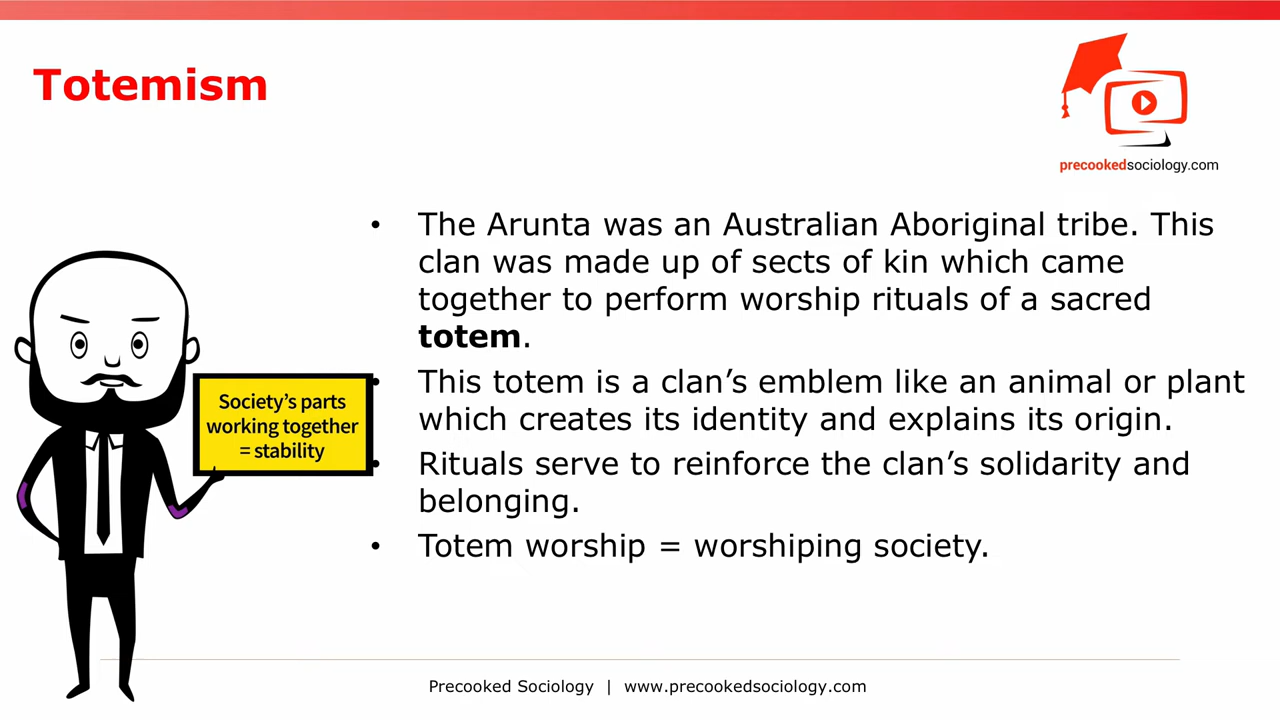 Totemism
precookedsociology.com
• The Arunta was an Australian Aboriginal tribe. This
clan was made up of sects of kin which came
together to perform worship rituals of a sacred
totem.
• This totem is a clan’s emblem like an animal or plant
which creates its identity and explains its origin.
• Rituals serve to reinforce the clan’s solidarity and
belonging.
• Totem worship = worshiping society.
Society’s parts
working together
= stability
Precooked Sociology | www.precookedsociology.com